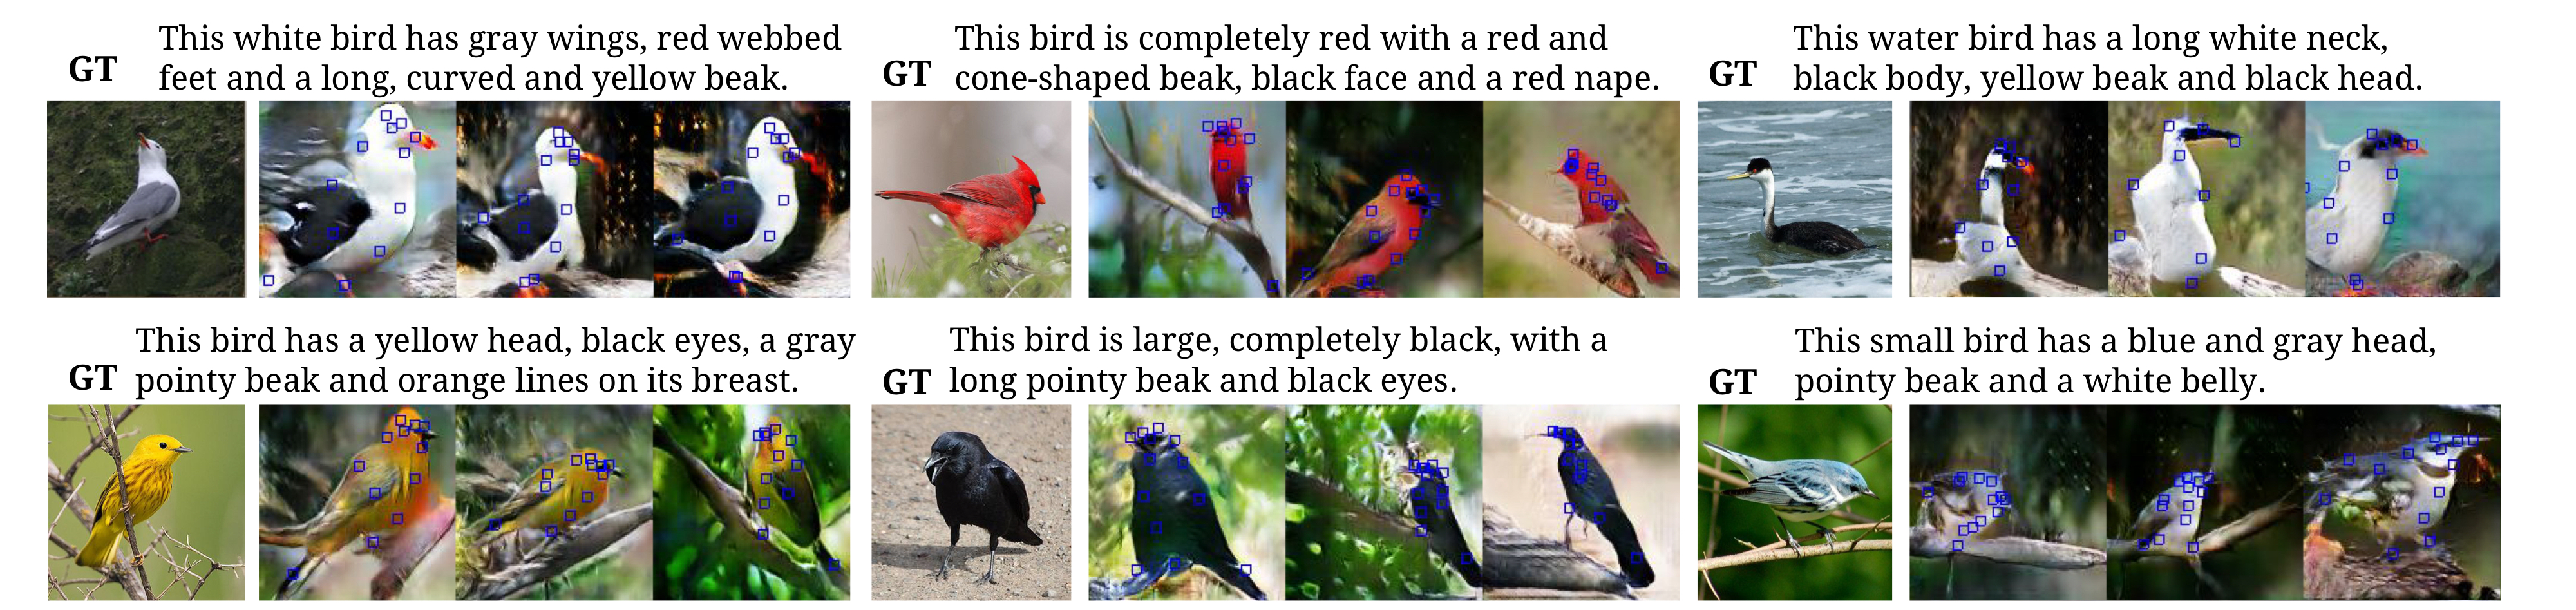 This white bird has gray wings, red webbed
GT feet and a long, curved and yellow beak.
This bird is completely red with a red and
GT cone-shaped beak, black face and a red nape.
This water bird has a long white neck,
GT black body, yellow beak and black head.
This bird has a yellow head, black eyes, a gray
GT pointy beak and orange lines on its breast.
This bird is large, completely black, with a
GT long pointy beak and black eyes.
This small bird has a blue and gray head,
GT pointy beak and a white belly.